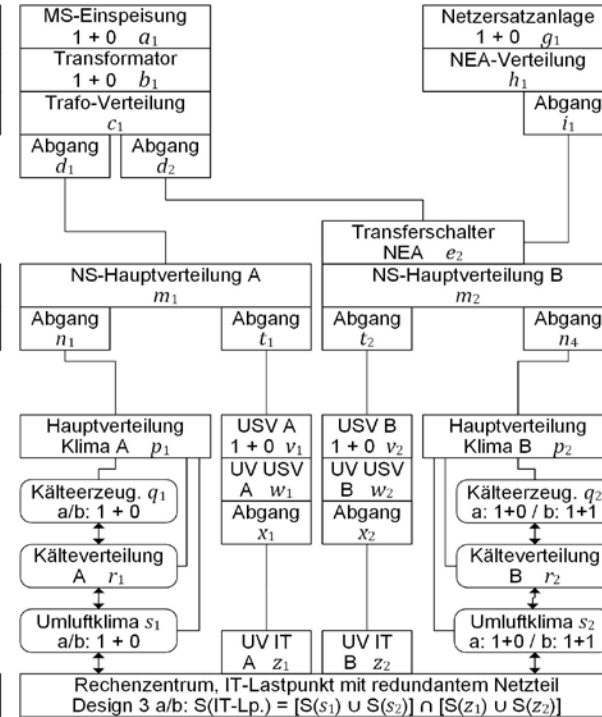 MS-Einspeisung
1 + 0 a₁
Transformator
1 + 0 b₁
Trafo-Verteilung
c₁
Abgang
d₁
Abgang
d₂
Netzersatzanlage
1 + 0 g₁
NEA-Verteilung
h₁
Abgang
i₁
Transferschalter
NEA e₂
NS-Hauptverteilung A
m₁
NS-Hauptverteilung B
m₂
Abgang
n₁
Abgang
t₁
Abgang
t₂
Abgang
n₄
Hauptverteilung
Klima A p₁
USV A
1 + 0 v₁
UV USV
A w₁
Abgang
x₁
USV B
1 + 0 v₂
UV USV
B w₂
Abgang
x₂
Hauptverteilung
Klima B p₂
Kälteerzeug. q₁
a/b: 1 + 0
Kälteverteilung
A r₁
Umluftklima s₁
a/b: 1 + 0
Kälteerzeug. q₂
a: 1+0 / b: 1+1
Kälteverteilung
B r₂
Umluftklima s₂
a: 1+0 / b: 1+1
UV IT
A z₁
UV IT
B z₂
Rechenzentrum, IT-Lastpunkt mit redundantem Netzteil
Design 3 a/b: S(IT-Lp.) = [S(s₁) ∪ S(s₂)] ∩ [S(z₁) ∪ S(z₂)]